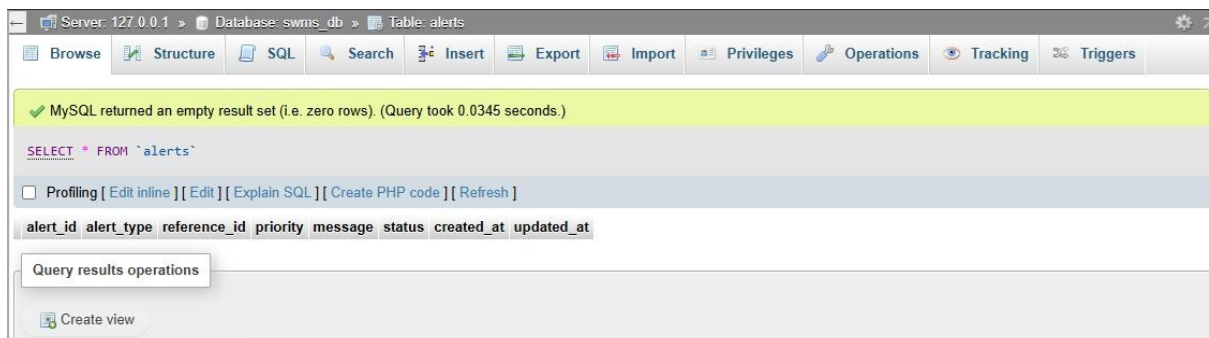 Server: 127.0.0.1 » Database: swms_db » Table: alerts
Browse Structure SQL Search Insert Export Import Privileges Operations Tracking Triggers
MySQL returned an empty result set (i.e. zero rows). (Query took 0.0345 seconds.)
SELECT * FROM `alerts`
Profiling [ Edit inline ] [ Edit ] [ Explain SQL ] [ Create PHP code ] [ Refresh ]
alert_id alert_type reference_id priority message status created_at updated_at
Query results operations
Create view